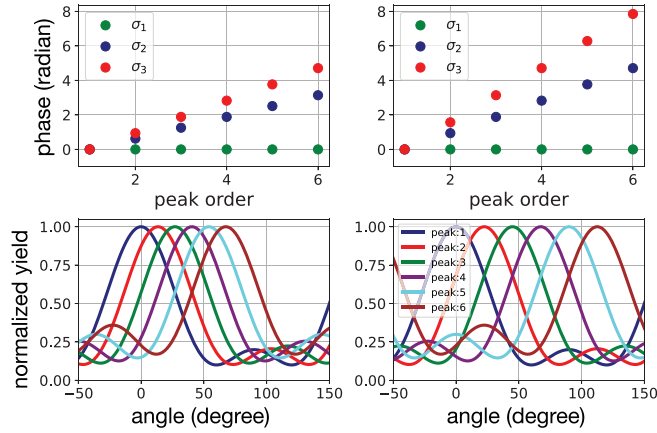 8
6
4
2
0
phase (radian)
σ1
σ2
σ3
2
4
6
peak order
σ1
σ2
σ3
8
6
4
2
0
2
4
6
peak order
1.00
0.75
0.50
0.25
0.00
normalized yield
-50
0
50
100
150
angle (degree)
1.00
0.75
0.50
0.25
0.00
peak:1
peak:2
peak:3
peak:4
peak:5
peak:6
-50
0
50
100
150
angle (degree)